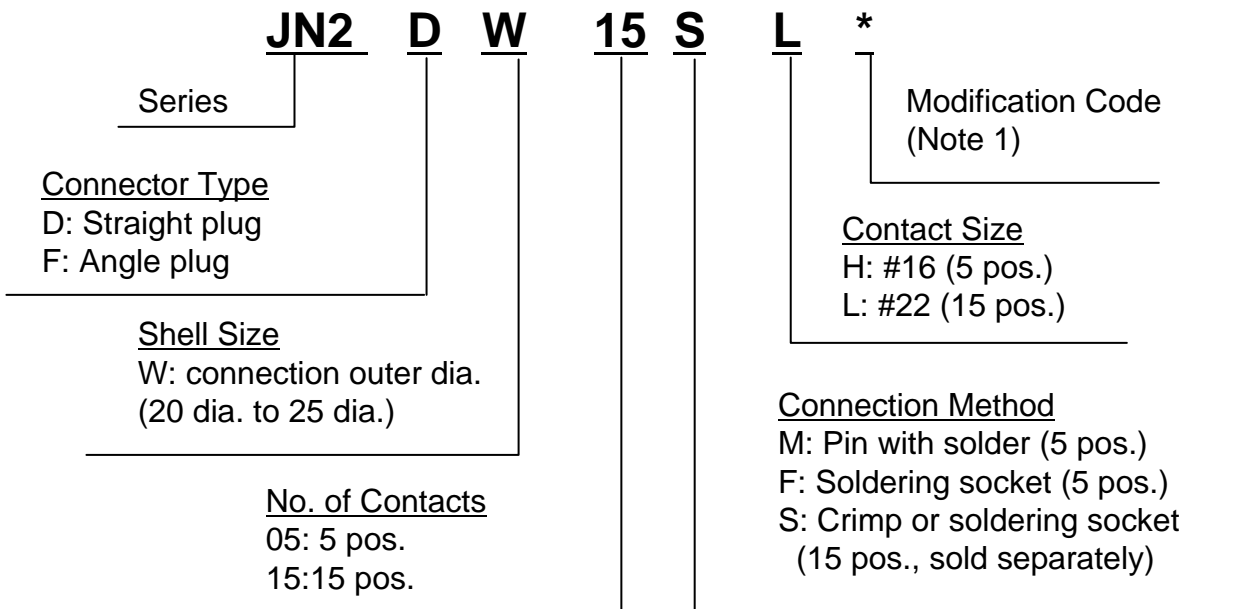 JN2 D W 15 S L *
Series
Modification Code
(Note 1)
Connector Type
D: Straight plug
F: Angle plug
Contact Size
H: #16 (5 pos.)
L: #22 (15 pos.)
Shell Size
W: connection outer dia.
(20 dia. to 25 dia.)
Connection Method
M: Pin with solder (5 pos.)
F: Soldering socket (5 pos.)
S: Crimp or soldering socket
(15 pos., sold separately)
No. of Contacts
05: 5 pos.
15:15 pos.